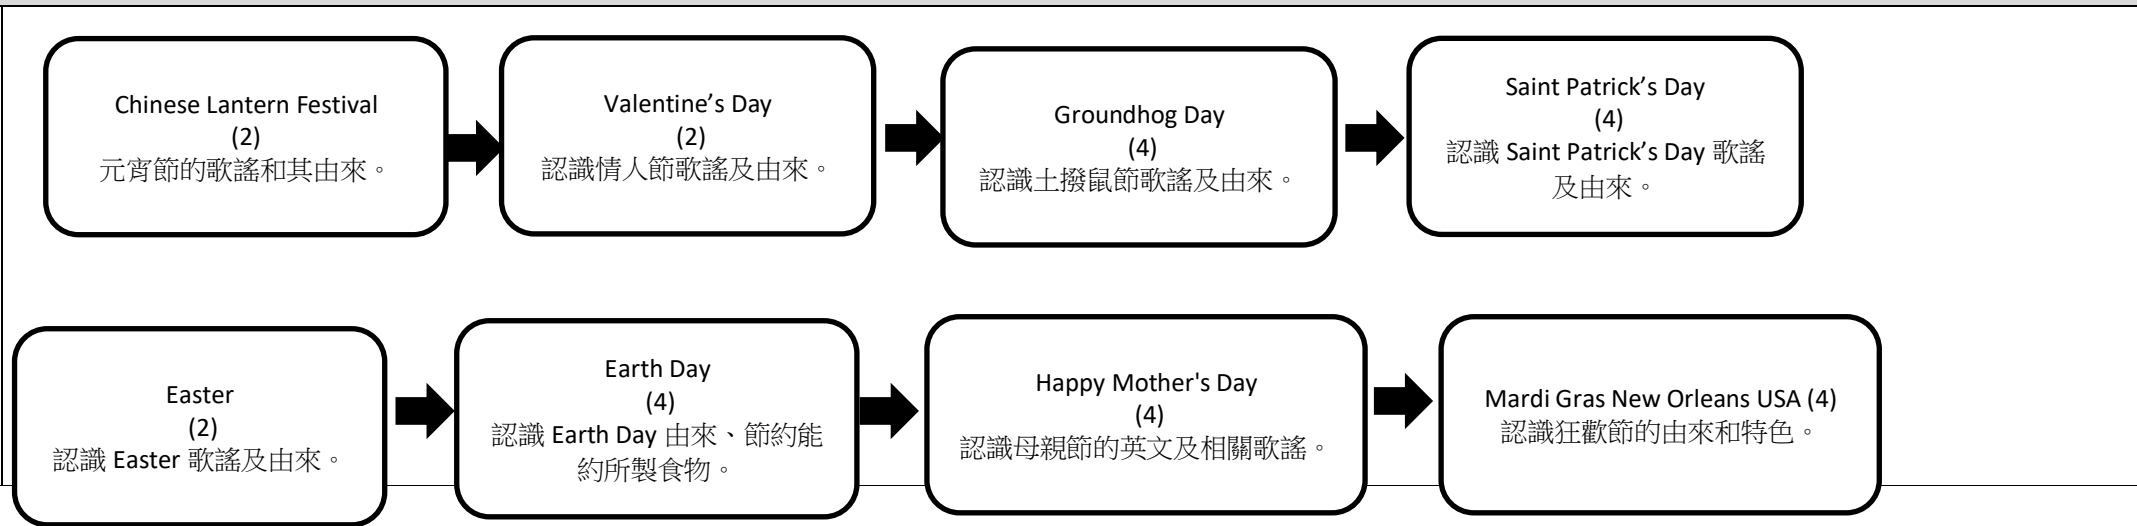 Chinese Lantern Festival
(2)
元宵節的歌謠和其由來。
Valentine’s Day
(2)
認識情人節歌謠及由來。
Groundhog Day
(4)
認識土撥鼠節歌謠及由來。
Saint Patrick’s Day
(4)
認識 Saint Patrick’s Day 歌謠
及由來。
Easter
(2)
認識 Easter 歌謠及由來。
Earth Day
(4)
認識 Earth Day 由來、節約能
約所製食物。
Happy Mother's Day
(4)
認識母親節的英文及相關歌謠。
Mardi Gras New Orleans USA (4)
認識狂歡節的由來和特色。